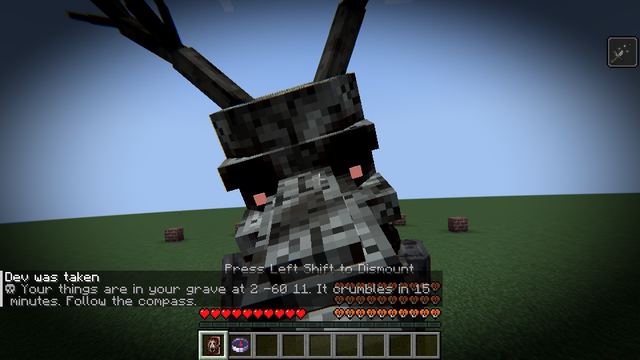 Press Left Shift to Dismount
Dev was taken
☠ Your things are in your grave at 2 -60 11. It crumbles in 15
minutes. Follow the compass.